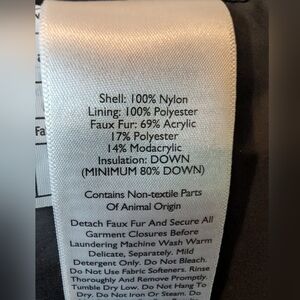 Shell: 100% Nylon
Lining: 100% Polyester
Faux Fur: 69% Acrylic
17% Polyester
14% Modacrylic
Insulation: DOWN
(MINIMUM 80% DOWN)
Contains Non-textile Parts
Of Animal Origin
Detach Faux Fur And Secure All
Garment Closures Before
Laundering Machine Wash Warm
Delicate, Separately. Mild
Detergent Only. Do Not Bleach.
Do Not Use Fabric Softeners. Rinse
Thoroughly And Remove Promptly.
Tumble Dry Low. Do Not Hang To
Dry. Do Not Iron Or Steam. Do
Fa